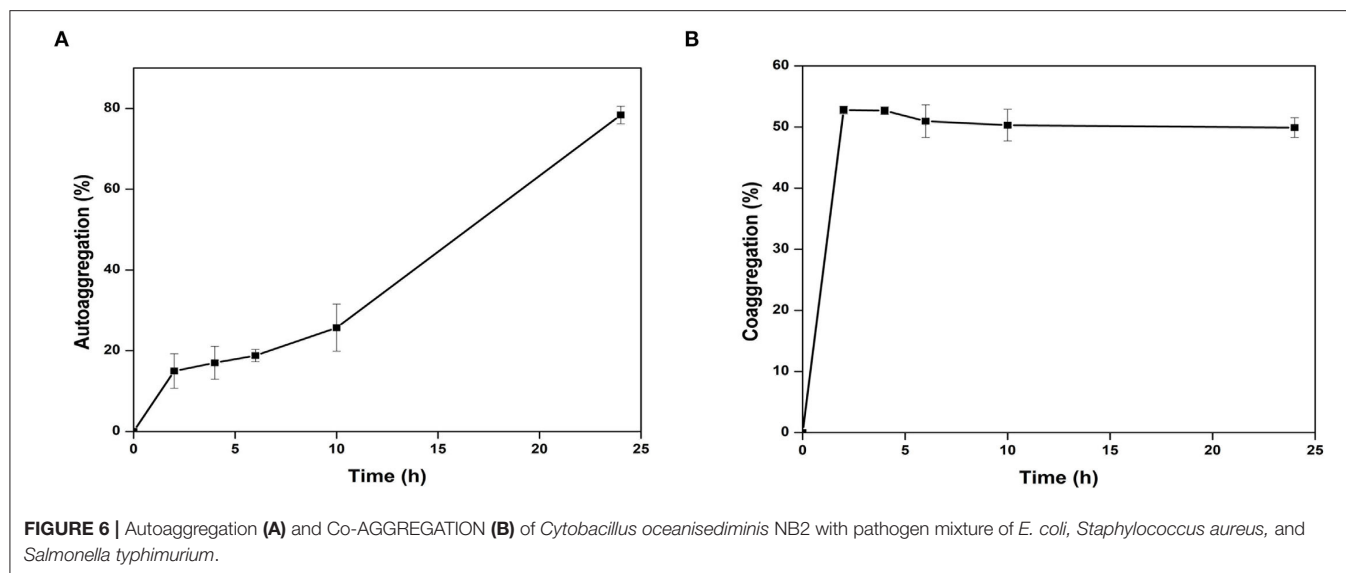 A
Autoaggregation (%)
80
60
40
20
0
0 5 10 15 20 25
Time (h)
B
Coaggregation (%)
60
50
40
30
20
10
0
0 5 10 15 20 25
Time (h)
FIGURE 6 | Autoaggregation (A) and Co-AGGREGATION (B) of Cytobacillus oceanisediminis NB2 with pathogen mixture of E. coli, Staphylococcus aureus, and
Salmonella typhimurium.